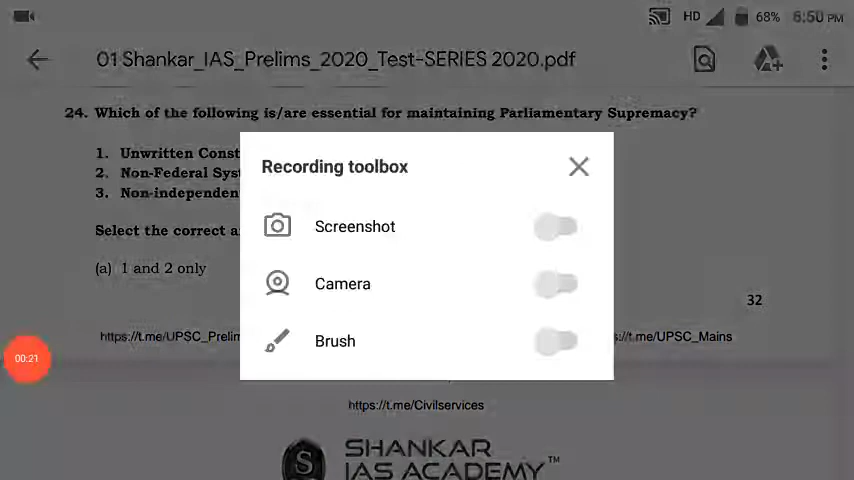 HD 68% 6:50 PM
01 Shankar_IAS_Prelims_2020_Test-SERIES 2020.pdf
24. Which of the following is/are essential for maintaining Parliamentary Supremacy?
1. Unwritten Const
2. Non-Federal Sys
3. Non-independen
Select the correct a
(a) 1 and 2 only
32
https://t.me/UPSC_Prelim
://t.me/UPSC_Mains
https://t.me/Civilservices
SHANKAR
IAS ACADEMY™
Recording toolbox
Screenshot
Camera
Brush
00:21